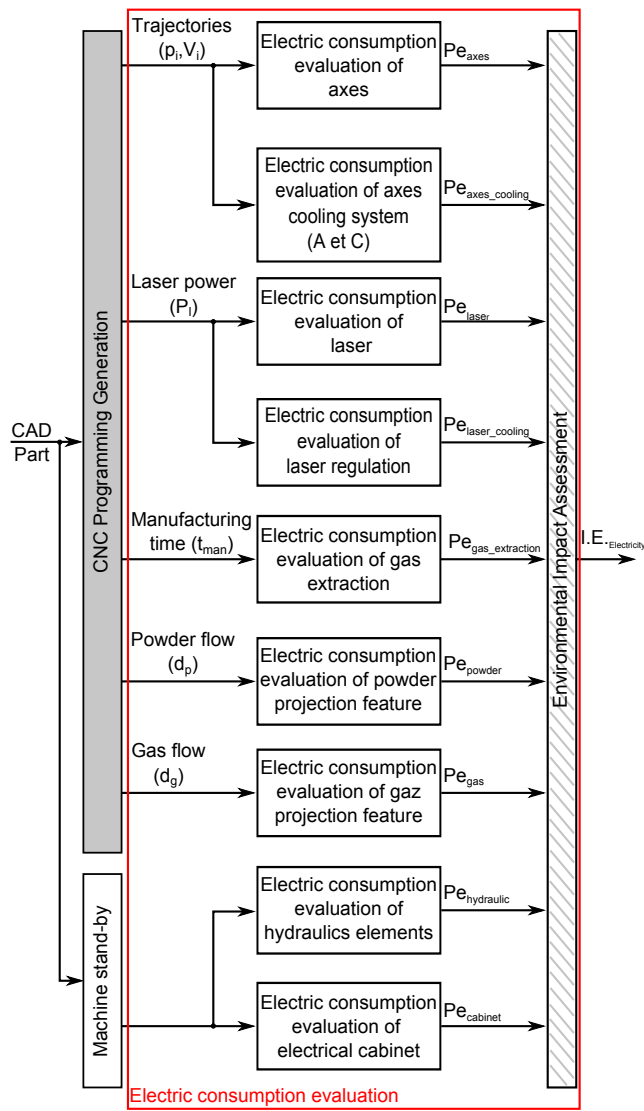 CAD
Part
CNC Programming Generation
Machine stand-by
Trajectories
(pi,Vi)
Electric consumption
evaluation of
axes
Peaxes
Electric consumption
evaluation of axes
cooling system
(A et C)
Peaxes_cooling
Laser power
(Pl)
Electric consumption
evaluation of
laser
Pelaser
Electric consumption
evaluation of
laser regulation
Pelaser_cooling
Manufacturing
time (tman)
Electric consumption
evaluation of gas
extraction
Pegas_extraction
Powder flow
(dp)
Electric consumption
evaluation of powder
projection feature
Pepowder
Gas flow
(dg)
Electric consumption
evaluation of gaz
projection feature
Pegas
Electric consumption
evaluation of
hydraulics elements
Pehydraulic
Electric consumption
evaluation of
electrical cabinet
Pecabinet
Environmental Impact Assessment
I.E.Electricity
Electric consumption evaluation